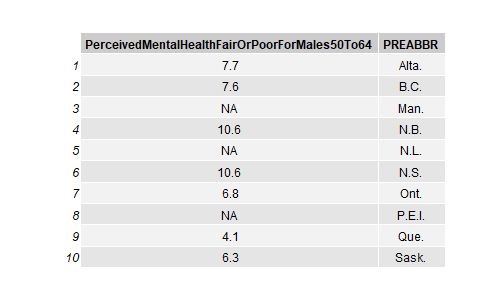 PerceivedMentalHealthFairOrPoorForMales50To64 PREABBR
1 7.7 Alta.
2 7.6 B.C.
3 NA Man.
4 10.6 N.B.
5 NA N.L.
6 10.6 N.S.
7 6.8 Ont.
8 NA P.E.I.
9 4.1 Que.
10 6.3 Sask.